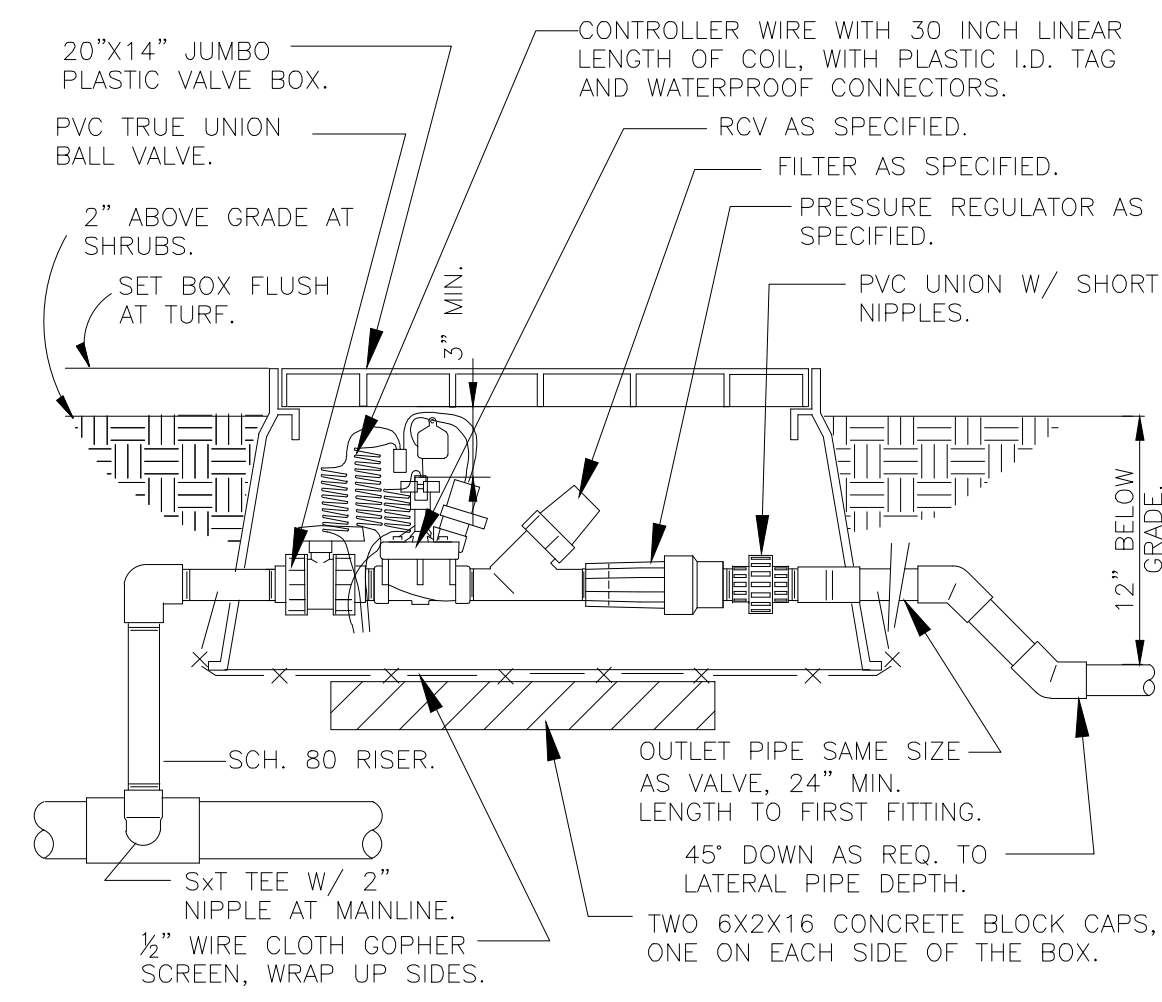 20”X14” JUMBO
PLASTIC VALVE BOX.
PVC TRUE UNION
BALL VALVE.
2” ABOVE GRADE AT
SHRUBS.
SET BOX FLUSH
AT TURF.
CONTROLLER WIRE WITH 30 INCH LINEAR
LENGTH OF COIL, WITH PLASTIC I.D. TAG
AND WATERPROOF CONNECTORS.
RCV AS SPECIFIED.
FILTER AS SPECIFIED.
PRESSURE REGULATOR AS
SPECIFIED.
PVC UNION W/ SHORT
NIPPLES.
3” MIN.
12” BELOW
GRADE.
SCH. 80 RISER.
SxT TEE W/ 2”
NIPPLE AT MAINLINE.
½” WIRE CLOTH GOPHER
SCREEN, WRAP UP SIDES.
OUTLET PIPE SAME SIZE
AS VALVE, 24” MIN.
LENGTH TO FIRST FITTING.
45° DOWN AS REQ. TO
LATERAL PIPE DEPTH.
TWO 6X2X16 CONCRETE BLOCK CAPS,
ONE ON EACH SIDE OF THE BOX.